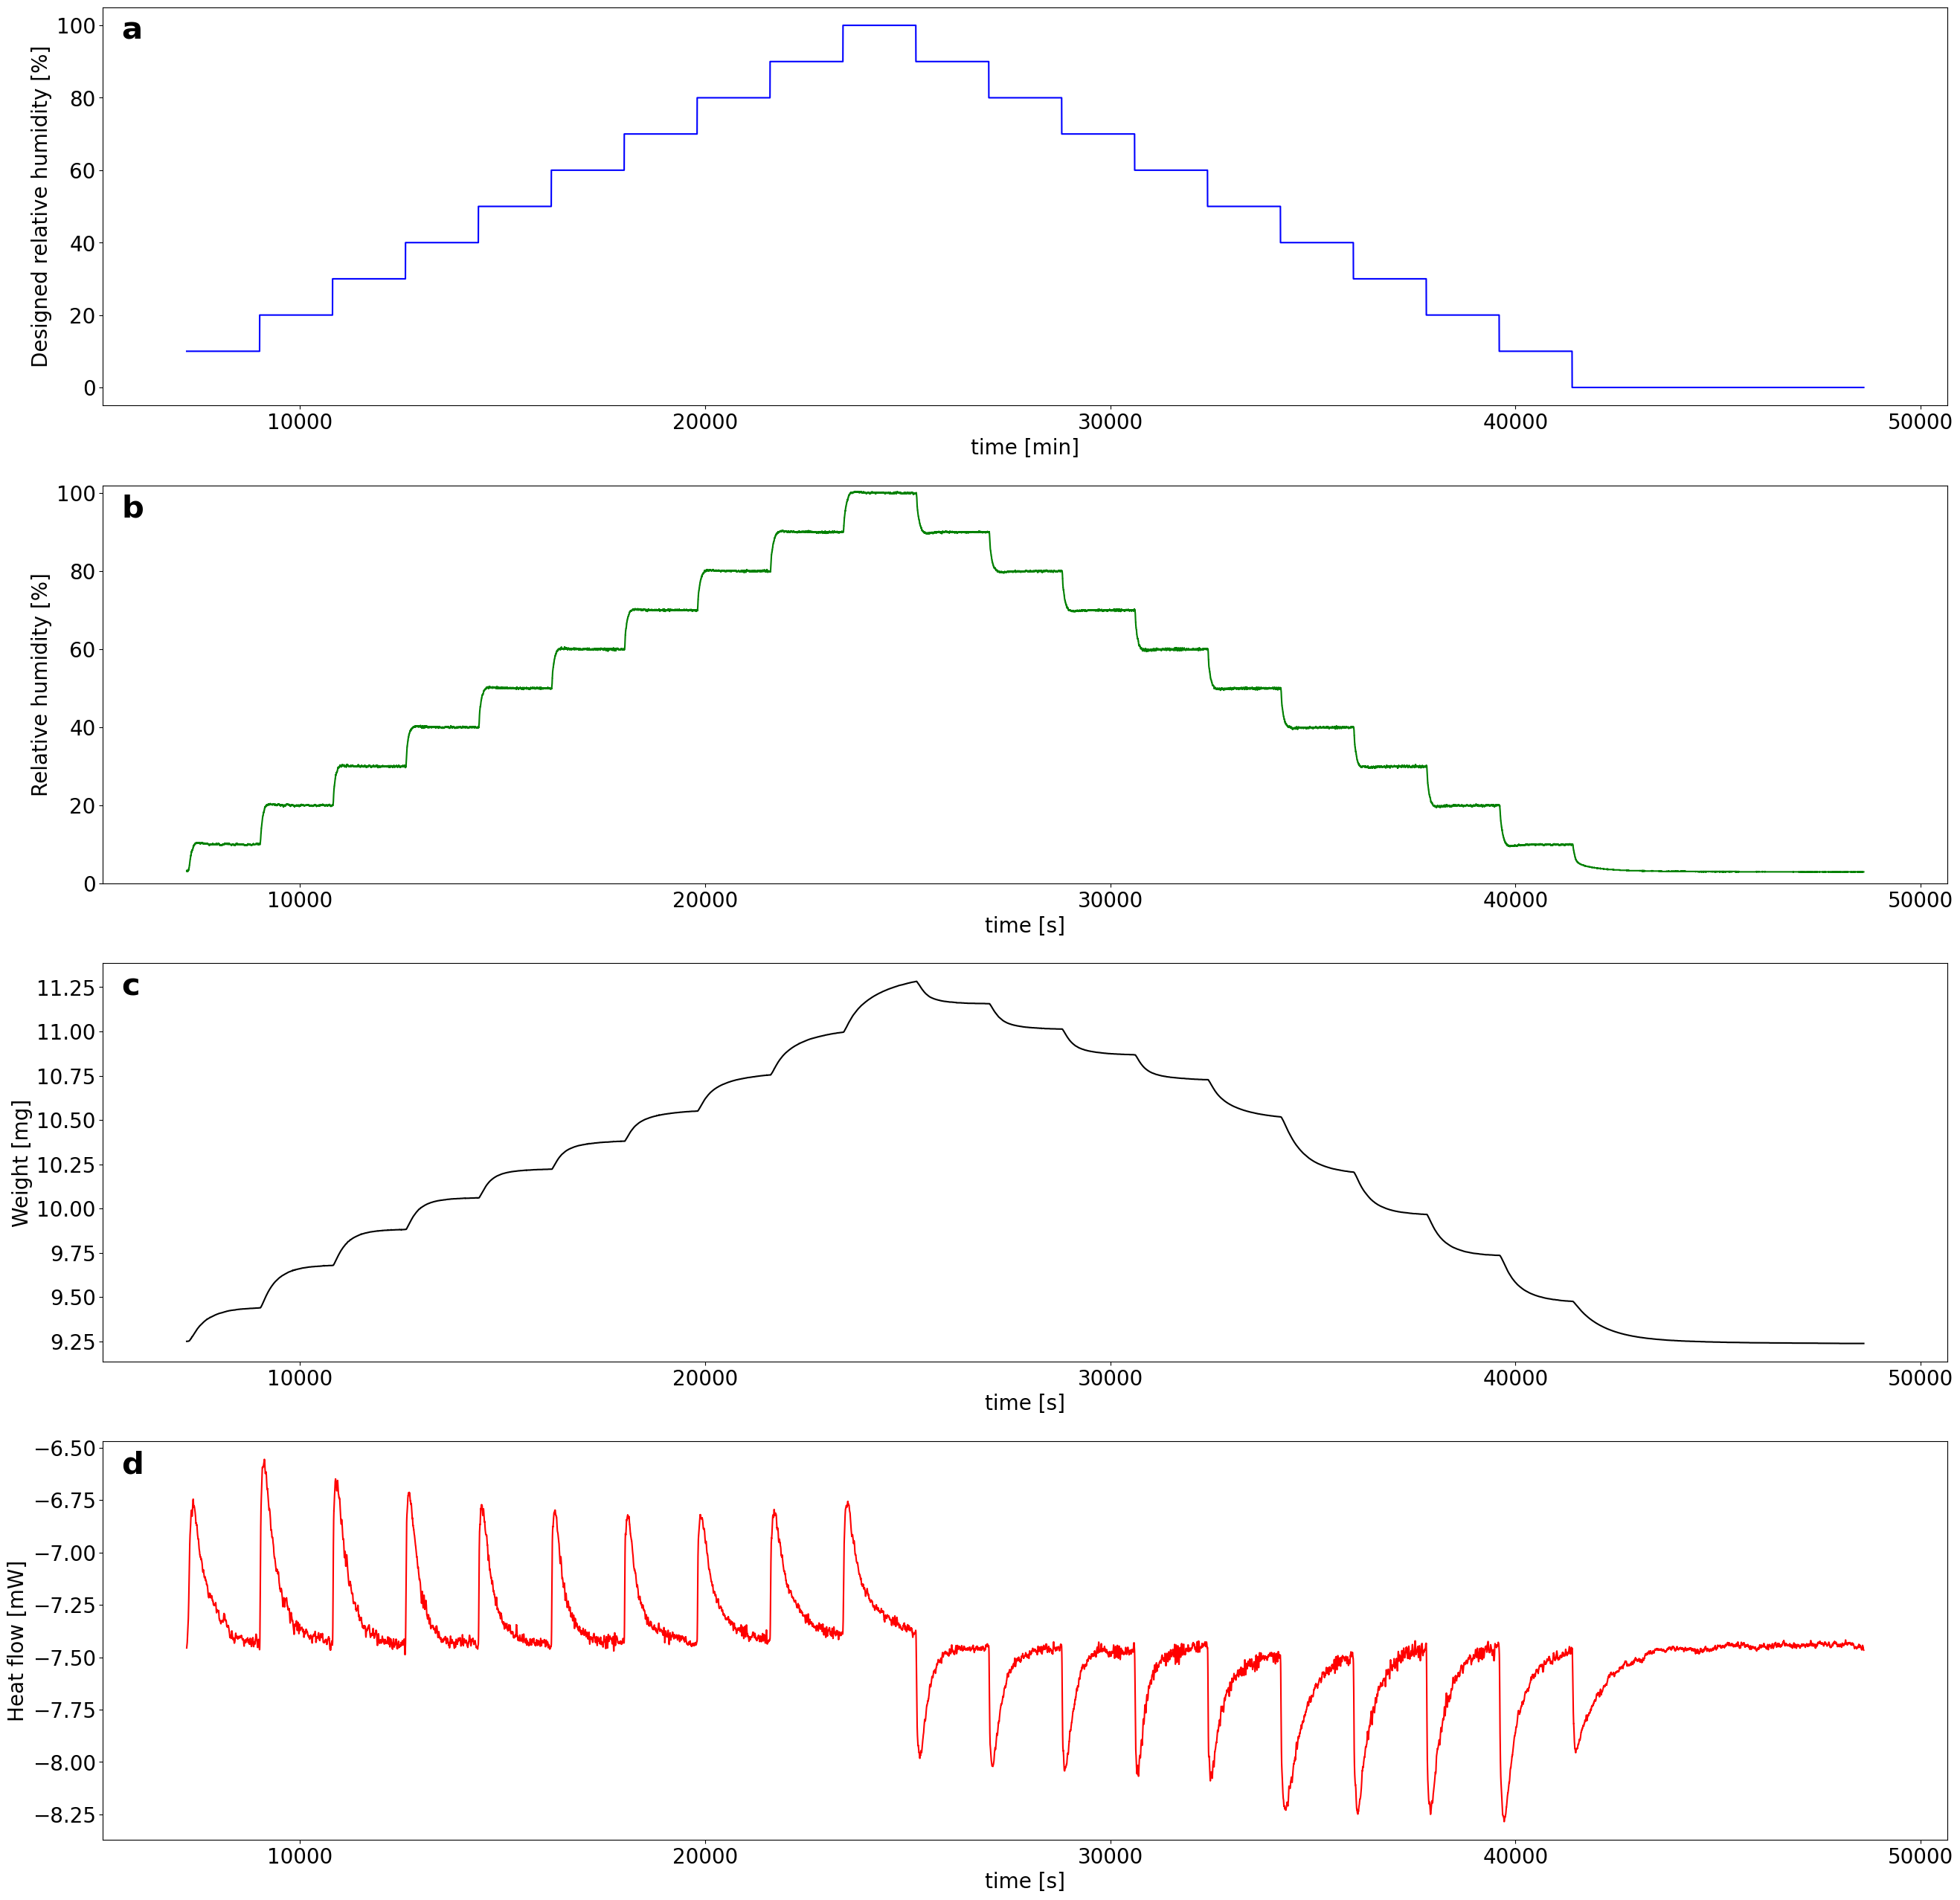 a
Designed relative humidity [%]
100
80
60
40
20
0
10000 20000 30000 40000 50000
time [min]
b
Relative humidity [%]
100
80
60
40
20
0
10000 20000 30000 40000 50000
time [s]
c
Weight [mg]
11.25
11.00
10.75
10.50
10.25
10.00
9.75
9.50
9.25
10000 20000 30000 40000 50000
time [s]
d
Heat flow [mW]
−6.50
−6.75
−7.00
−7.25
−7.50
−7.75
−8.00
−8.25
10000 20000 30000 40000 50000
time [s]